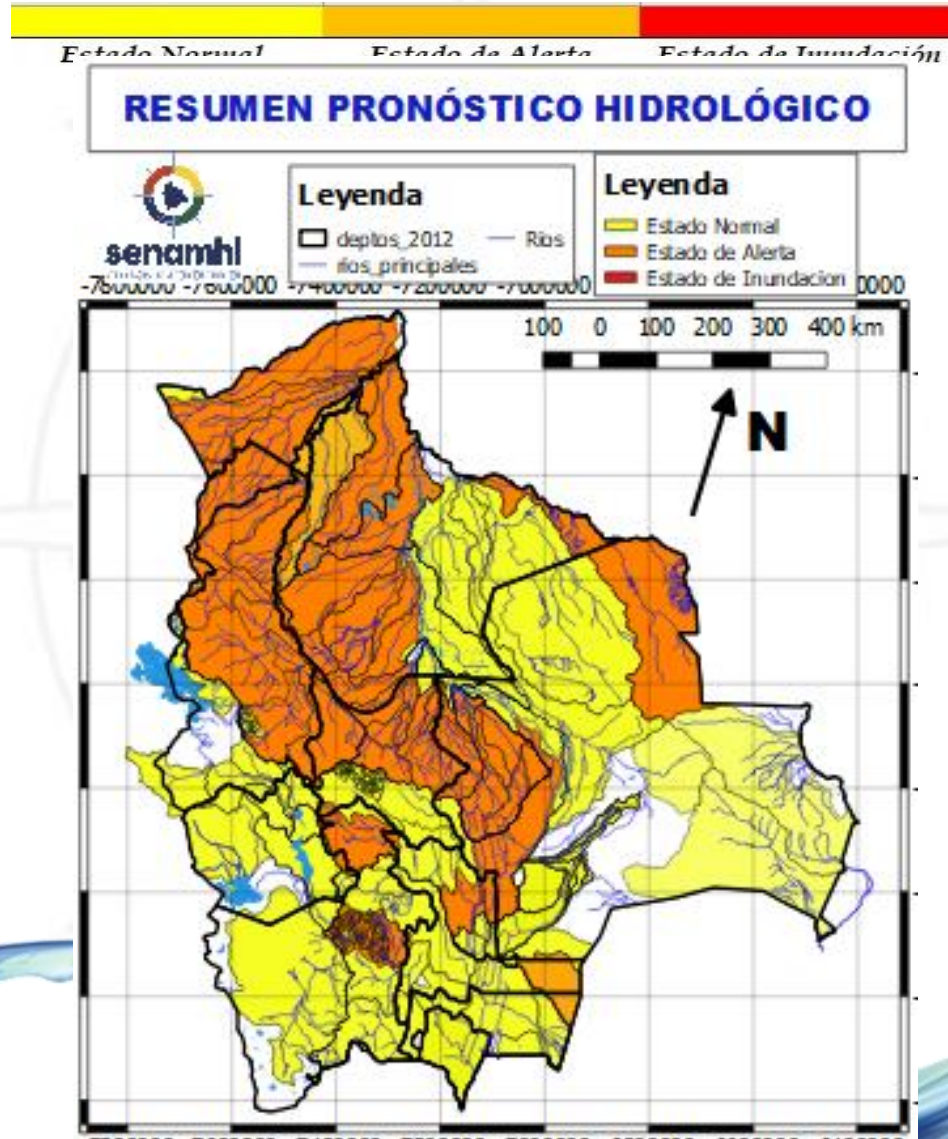 Estado Normal Estado de Alerta Estado de Inundación
RESUMEN PRONÓSTICO HIDROLÓGICO
senamhi
Leyenda
deptos_2012 Rios
rios_principales
Leyenda
Estado Normal
Estado de Alerta
Estado de Inundacion
-7400000 -7200000 -7000000
100 0 100 200 300 400 km
N